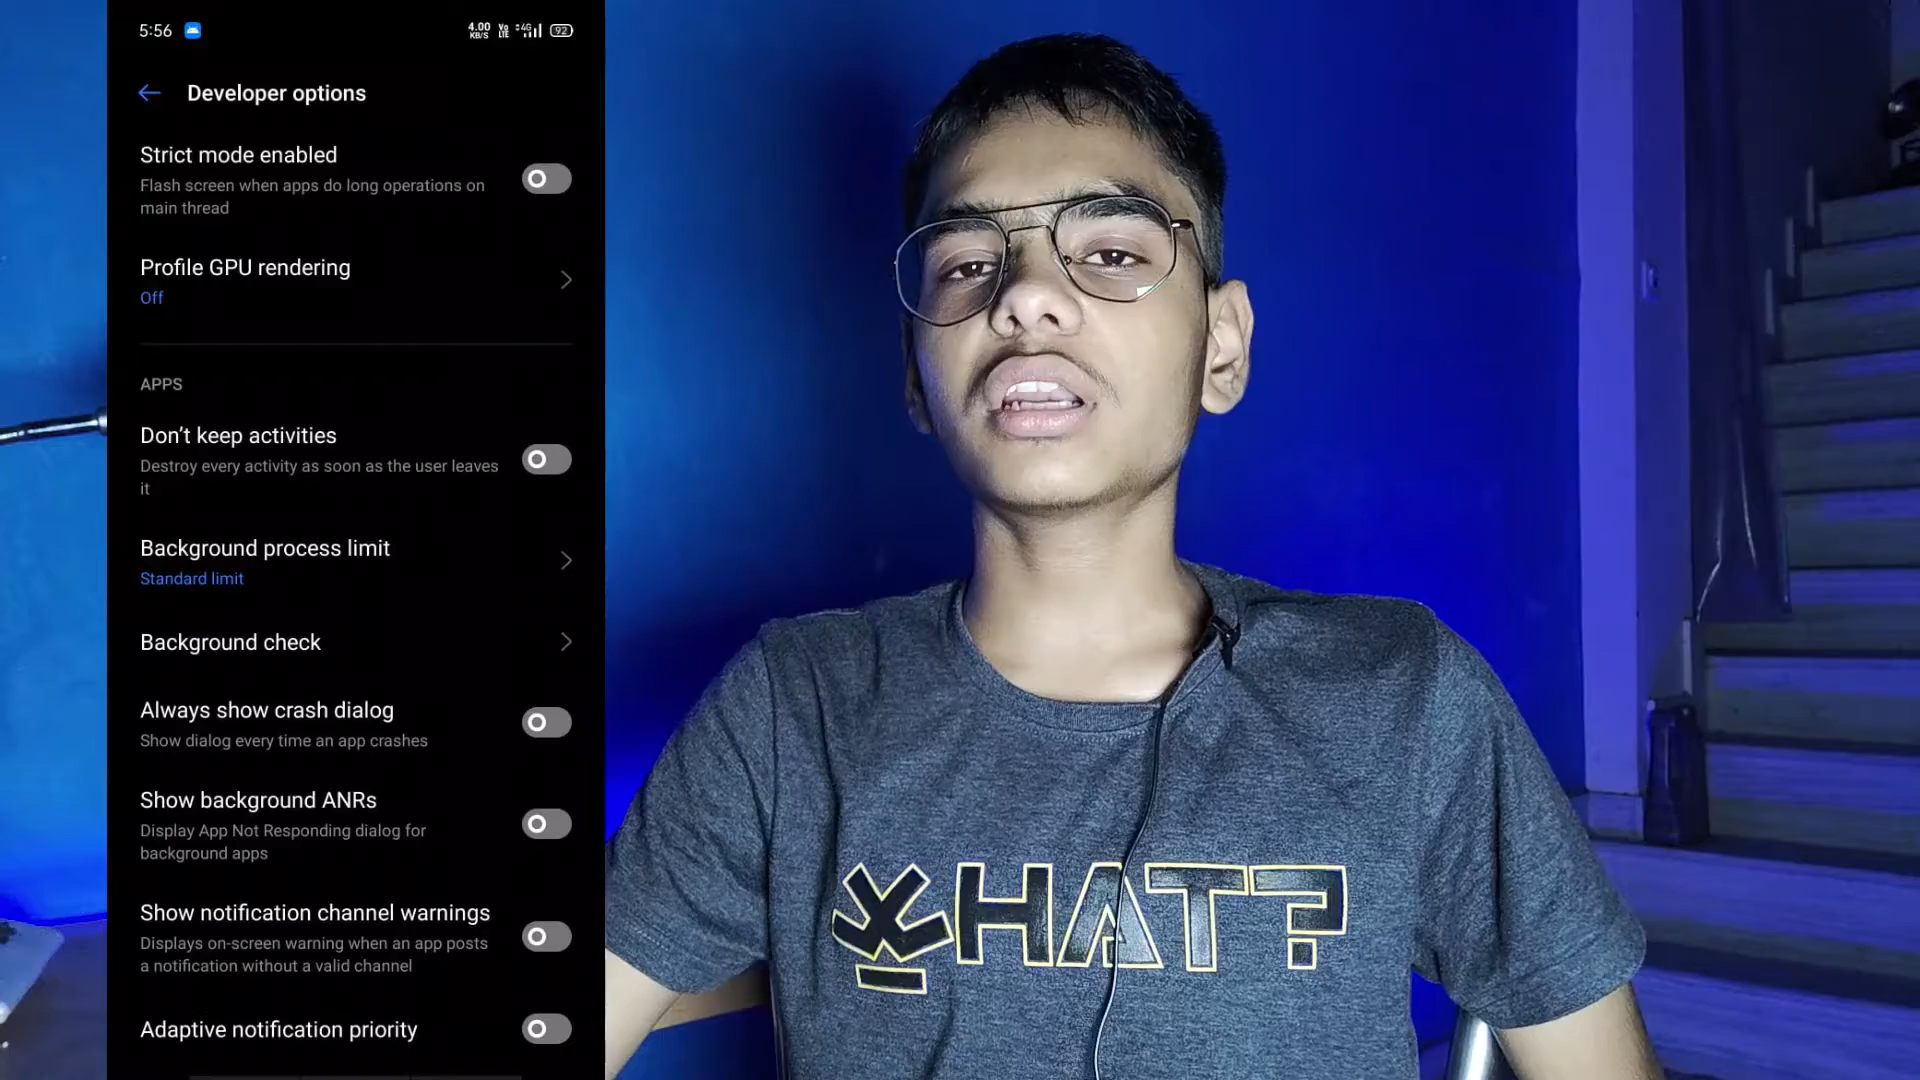 5:56
4.00
KB/S
Vo
LTE
4G
92
Developer options
Strict mode enabled
Flash screen when apps do long operations on
main thread
Profile GPU rendering
Off
APPS
Don’t keep activities
Destroy every activity as soon as the user leaves
it
Background process limit
Standard limit
Background check
Always show crash dialog
Show dialog every time an app crashes
Show background ANRs
Display App Not Responding dialog for
background apps
Show notification channel warnings
Displays on-screen warning when an app posts
a notification without a valid channel
Adaptive notification priority
WHAT?